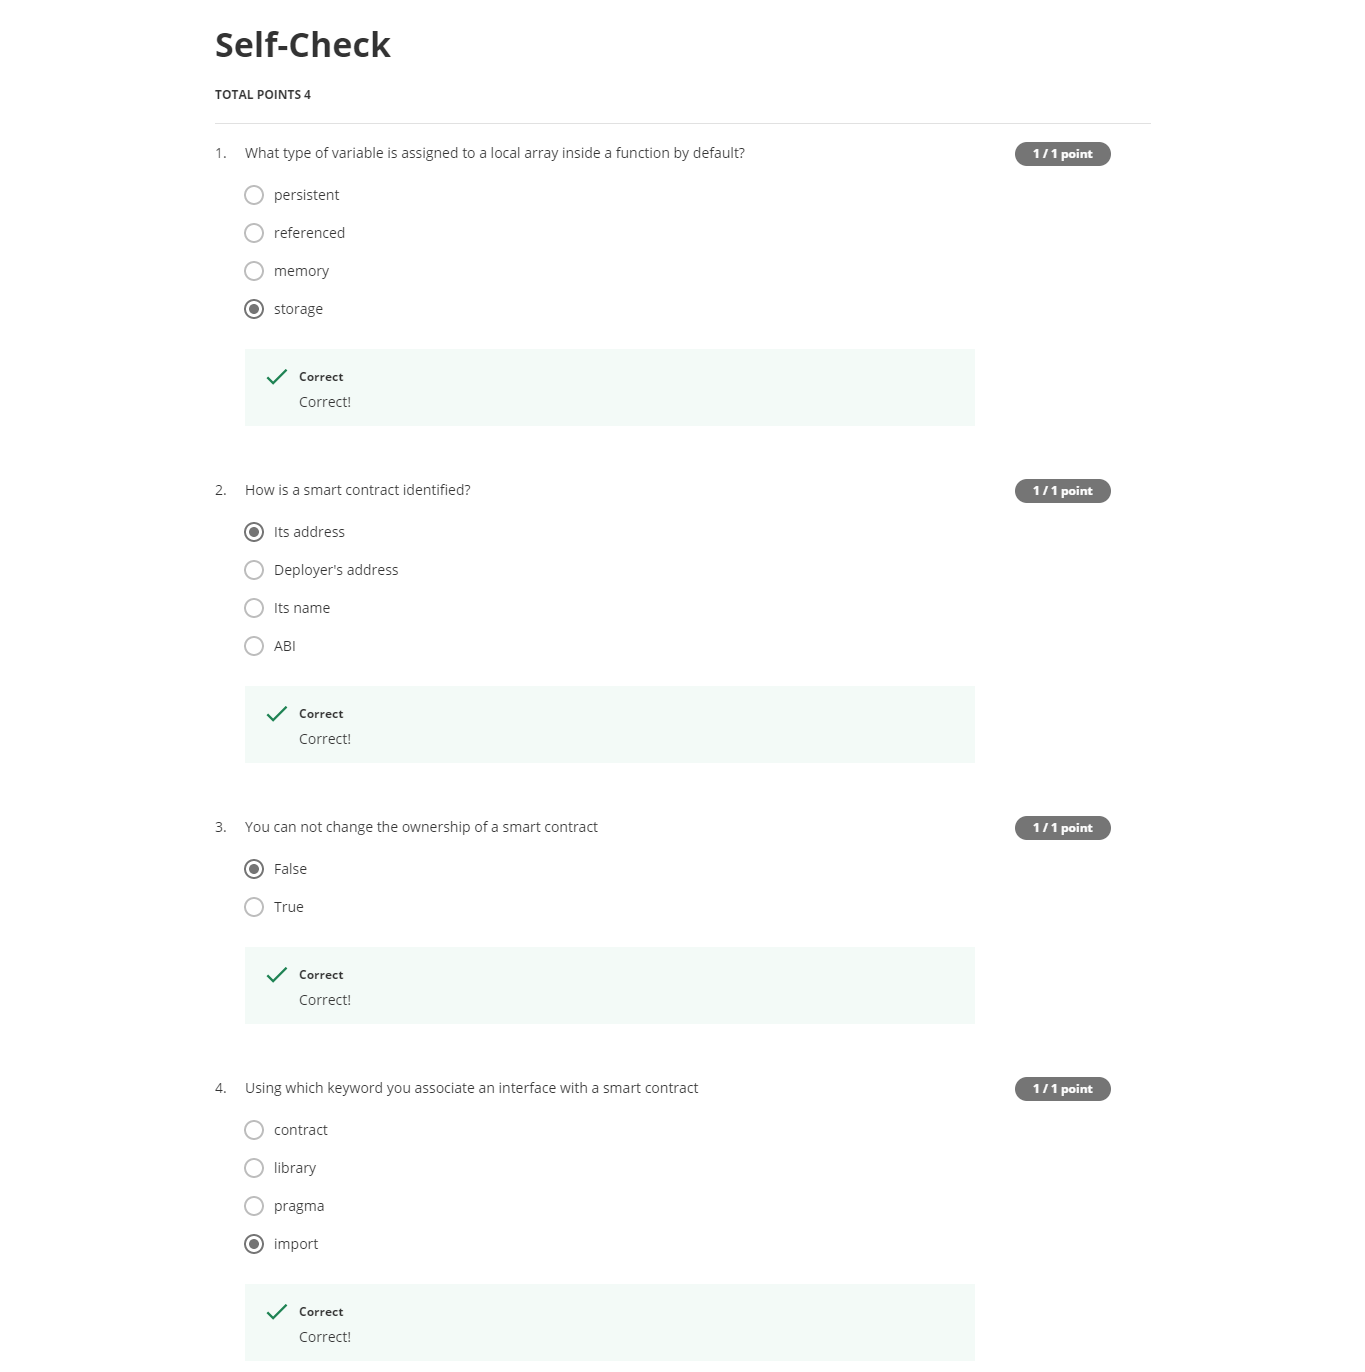 Self-Check
TOTAL POINTS 4
1. What type of variable is assigned to a local array inside a function by default? 1 / 1 point
persistent
referenced
memory
storage
Correct
Correct!
2. How is a smart contract identified? 1 / 1 point
Its address
Deployer's address
Its name
ABI
Correct
Correct!
3. You can not change the ownership of a smart contract 1 / 1 point
False
True
Correct
Correct!
4. Using which keyword you associate an interface with a smart contract 1 / 1 point
contract
library
pragma
import
Correct
Correct!